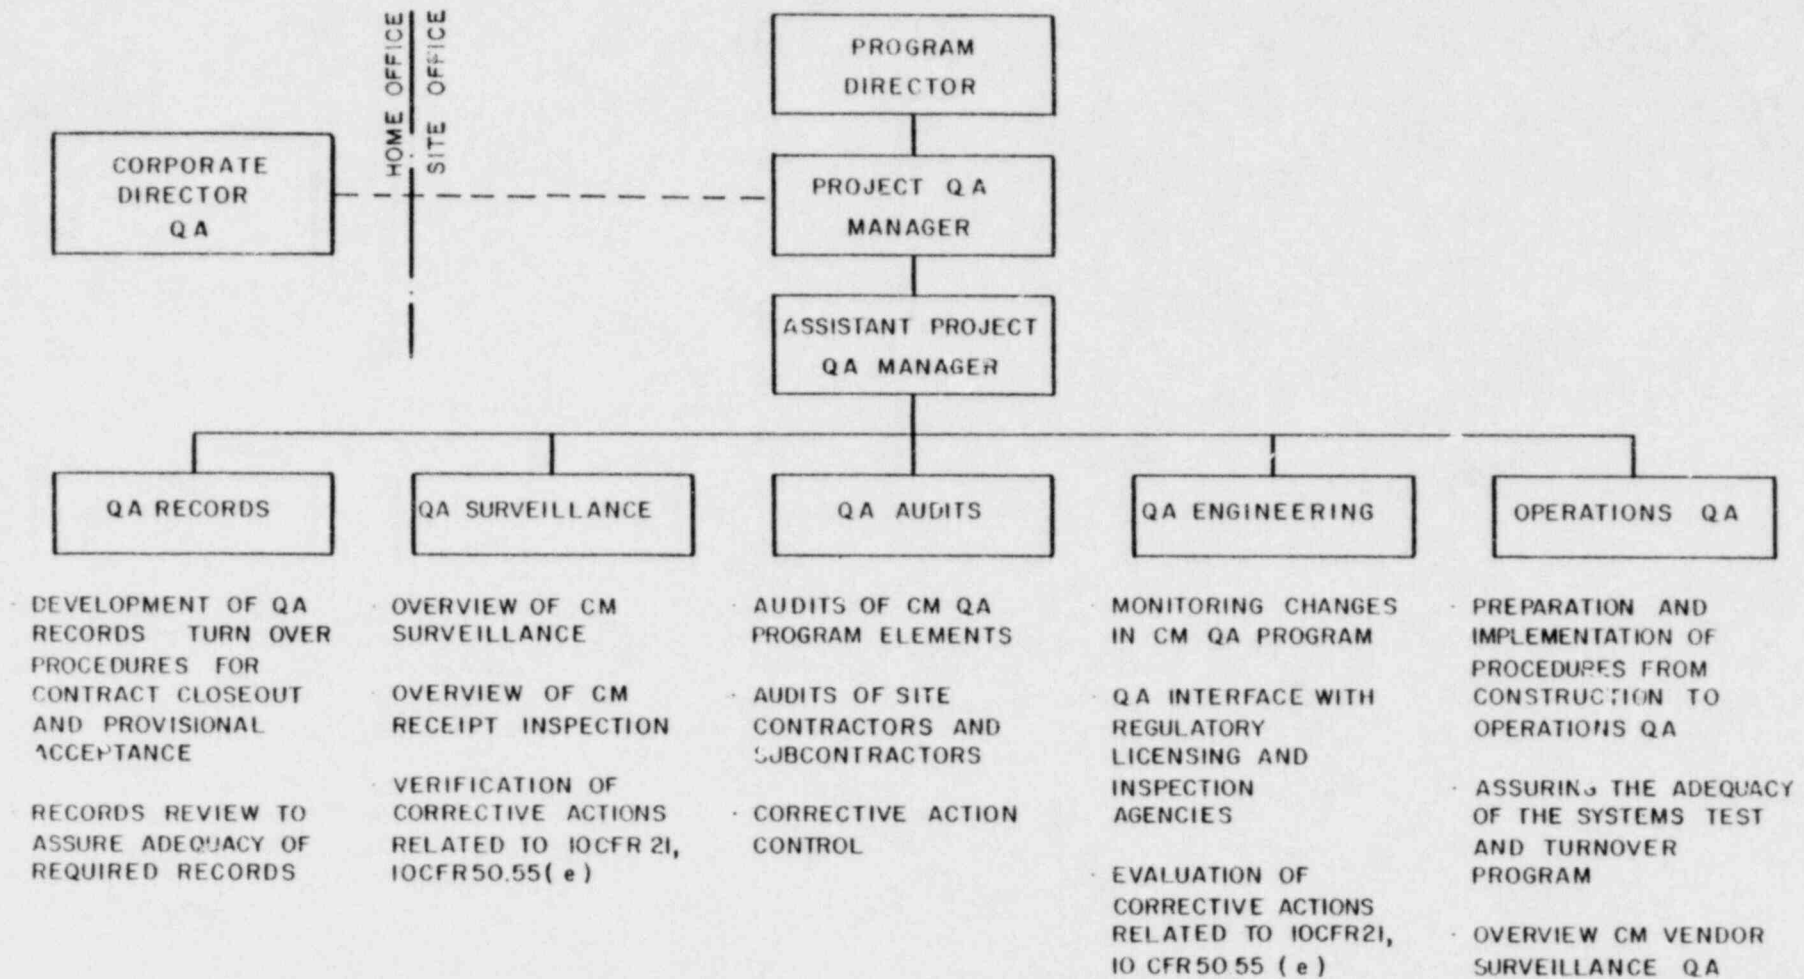 HOME OFFICE
SITE OFFICE
PROGRAM
DIRECTOR
CORPORATE
DIRECTOR
QA
PROJECT QA
MANAGER
ASSISTANT PROJECT
QA MANAGER
QA RECORDS
QA SURVEILLANCE
QA AUDITS
QA ENGINEERING
OPERATIONS QA
· DEVELOPMENT OF QA
RECORDS TURN OVER
PROCEDURES FOR
CONTRACT CLOSEOUT
AND PROVISIONAL
ACCEPTANCE
· RECORDS REVIEW TO
ASSURE ADEQUACY OF
REQUIRED RECORDS
· OVERVIEW OF CM
SURVEILLANCE
· OVERVIEW OF CM
RECEIPT INSPECTION
· VERIFICATION OF
CORRECTIVE ACTIONS
RELATED TO 10CFR 21,
10CFR50.55(e)
· AUDITS OF CM QA
PROGRAM ELEMENTS
· AUDITS OF SITE
CONTRACTORS AND
SUBCONTRACTORS
· CORRECTIVE ACTION
CONTROL
· MONITORING CHANGES
IN CM QA PROGRAM
· QA INTERFACE WITH
REGULATORY
LICENSING AND
INSPECTION
AGENCIES
· EVALUATION OF
CORRECTIVE ACTIONS
RELATED TO 10CFR21,
10 CFR50 55 (e)
· PREPARATION AND
IMPLEMENTATION OF
PROCEDURES FROM
CONSTRUCTION TO
OPERATIONS QA
· ASSURING THE ADEQUACY
OF THE SYSTEMS TEST
AND TURNOVER
PROGRAM
· OVERVIEW CM VENDOR
SURVEILLANCE QA